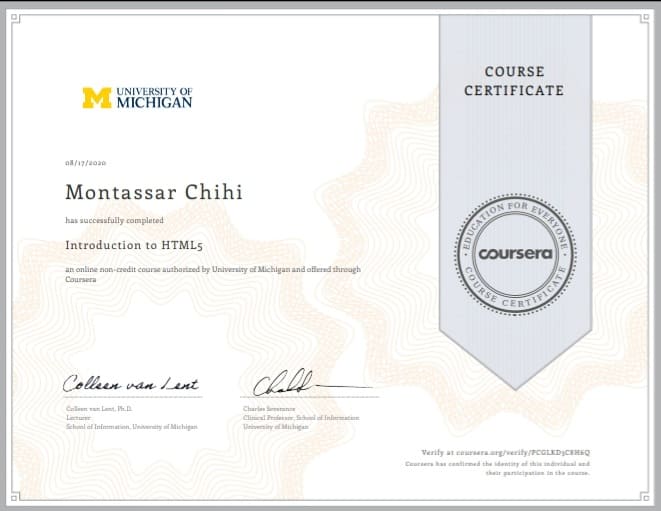 COURSE
CERTIFICATE
UNIVERSITY OF
MICHIGAN
08/17/2020
Montassar Chihi
has successfully completed
Introduction to HTML5
an online non-credit course authorized by University of Michigan and offered through
Coursera
EDUCATION FOR EVERYONE
coursera
COURSE CERTIFICATE
Colleen van Lent
Colleen van Lent, Ph.D.
Lecturer
School of Information, University of Michigan
Charles Severance
Clinical Professor, School of Information
University of Michigan
Verify at coursera.org/verify/PCGLKD3C8H6Q
Coursera has confirmed the identity of this individual and
their participation in the course.